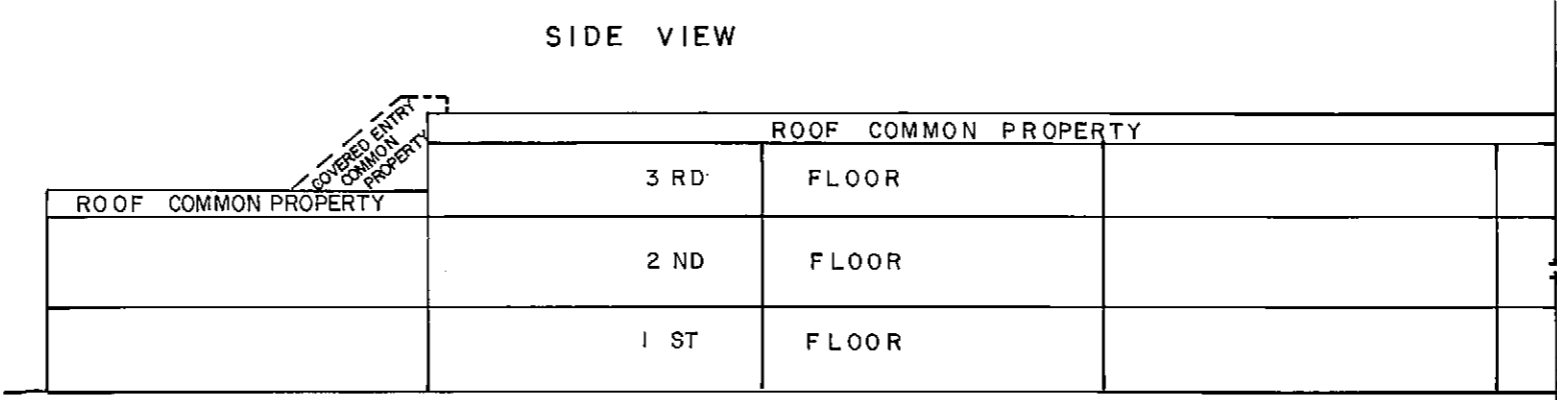 SIDE VIEW
COVERED ENTRY
COMMON
PROPERTY
ROOF COMMON PROPERTY
ROOF COMMON PROPERTY
3 RD FLOOR
2 ND FLOOR
1 ST FLOOR